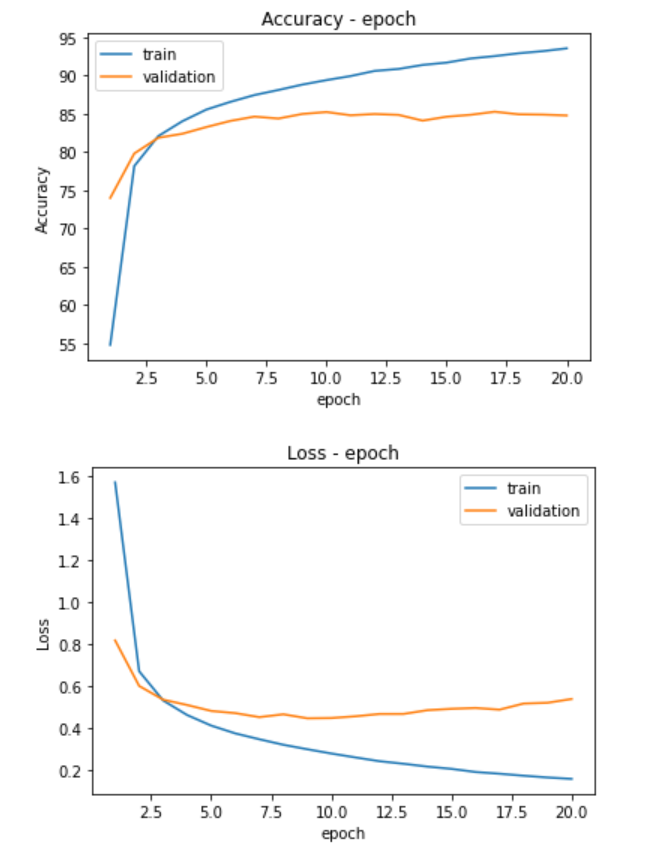 Accuracy - epoch
95
90
85
80
75
70
65
60
55
Accuracy
train
validation
2.5 5.0 7.5 10.0 12.5 15.0 17.5 20.0
epoch
Loss - epoch
1.6
1.4
1.2
1.0
0.8
0.6
0.4
0.2
Loss
train
validation
2.5 5.0 7.5 10.0 12.5 15.0 17.5 20.0
epoch